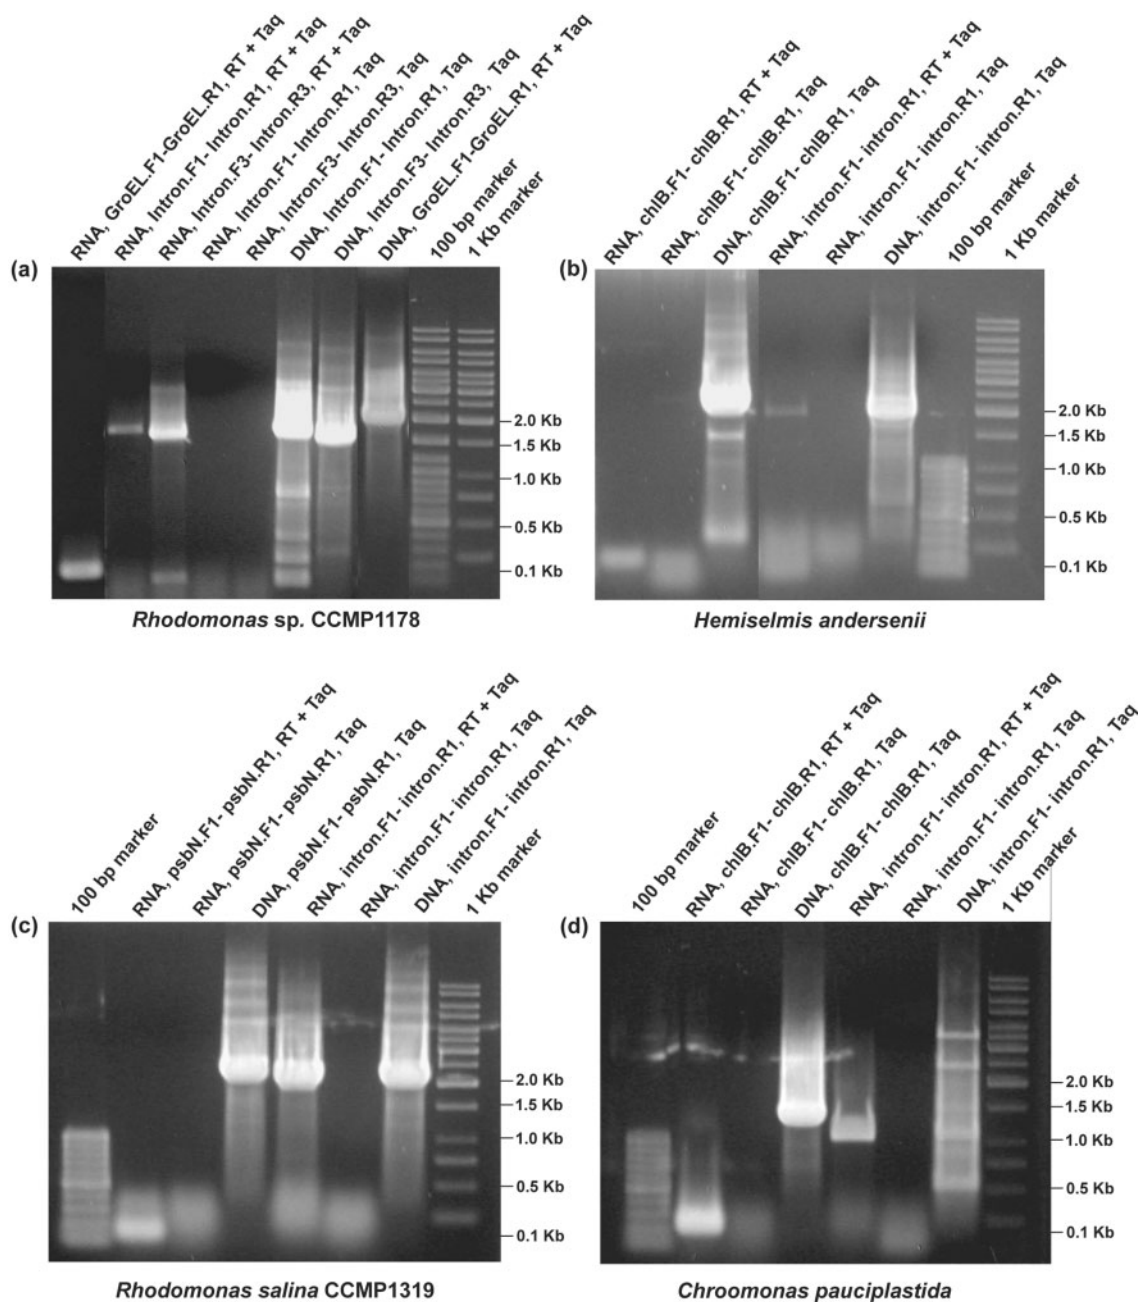 RNA, GroEL.F1-GroEL.R1, RT + Taq
RNA, Intron.F1- Intron.R1, RT + Taq
RNA, Intron.F3- Intron.R3, RT + Taq
RNA, Intron.F1- Intron.R1, Taq
RNA, Intron.F3- Intron.R3, Taq
DNA, Intron.F1- Intron.R1, Taq
DNA, Intron.F3- Intron.R3, Taq
DNA, GroEL.F1-GroEL.R1, RT + Taq
100 bp marker
1 Kb marker
(a)
2.0 Kb
1.5 Kb
1.0 Kb
0.5 Kb
0.1 Kb
Rhodomonas sp. CCMP1178
RNA, chlB.F1- chlB.R1, RT + Taq
RNA, chlB.F1- chlB.R1, Taq
DNA, chlB.F1- chlB.R1, Taq
RNA, intron.F1- intron.R1, RT + Taq
RNA, intron.F1- intron.R1, Taq
DNA, intron.F1- intron.R1, Taq
100 bp marker
1 Kb marker
(b)
2.0 Kb
1.5 Kb
1.0 Kb
0.5 Kb
0.1 Kb
Hemiselmis andersenii
100 bp marker
RNA, psbN.F1- psbN.R1, RT + Taq
RNA, psbN.F1- psbN.R1, Taq
DNA, psbN.F1- psbN.R1, Taq
RNA, intron.F1- intron.R1, RT + Taq
RNA, intron.F1- intron.R1, Taq
DNA, intron.F1- intron.R1, Taq
1 Kb marker
(c)
2.0 Kb
1.5 Kb
1.0 Kb
0.5 Kb
0.1 Kb
Rhodomonas salina CCMP1319
100 bp marker
RNA, chlB.F1- chlB.R1, RT + Taq
RNA, chlB.F1- chlB.R1, Taq
DNA, chlB.F1- chlB.R1, Taq
RNA, intron.F1- intron.R1, RT + Taq
RNA, intron.F1- intron.R1, Taq
DNA, intron.F1- intron.R1, Taq
1 Kb marker
(d)
2.0 Kb
1.5 Kb
1.0 Kb
0.5 Kb
0.1 Kb
Chroomonas pauciplastida